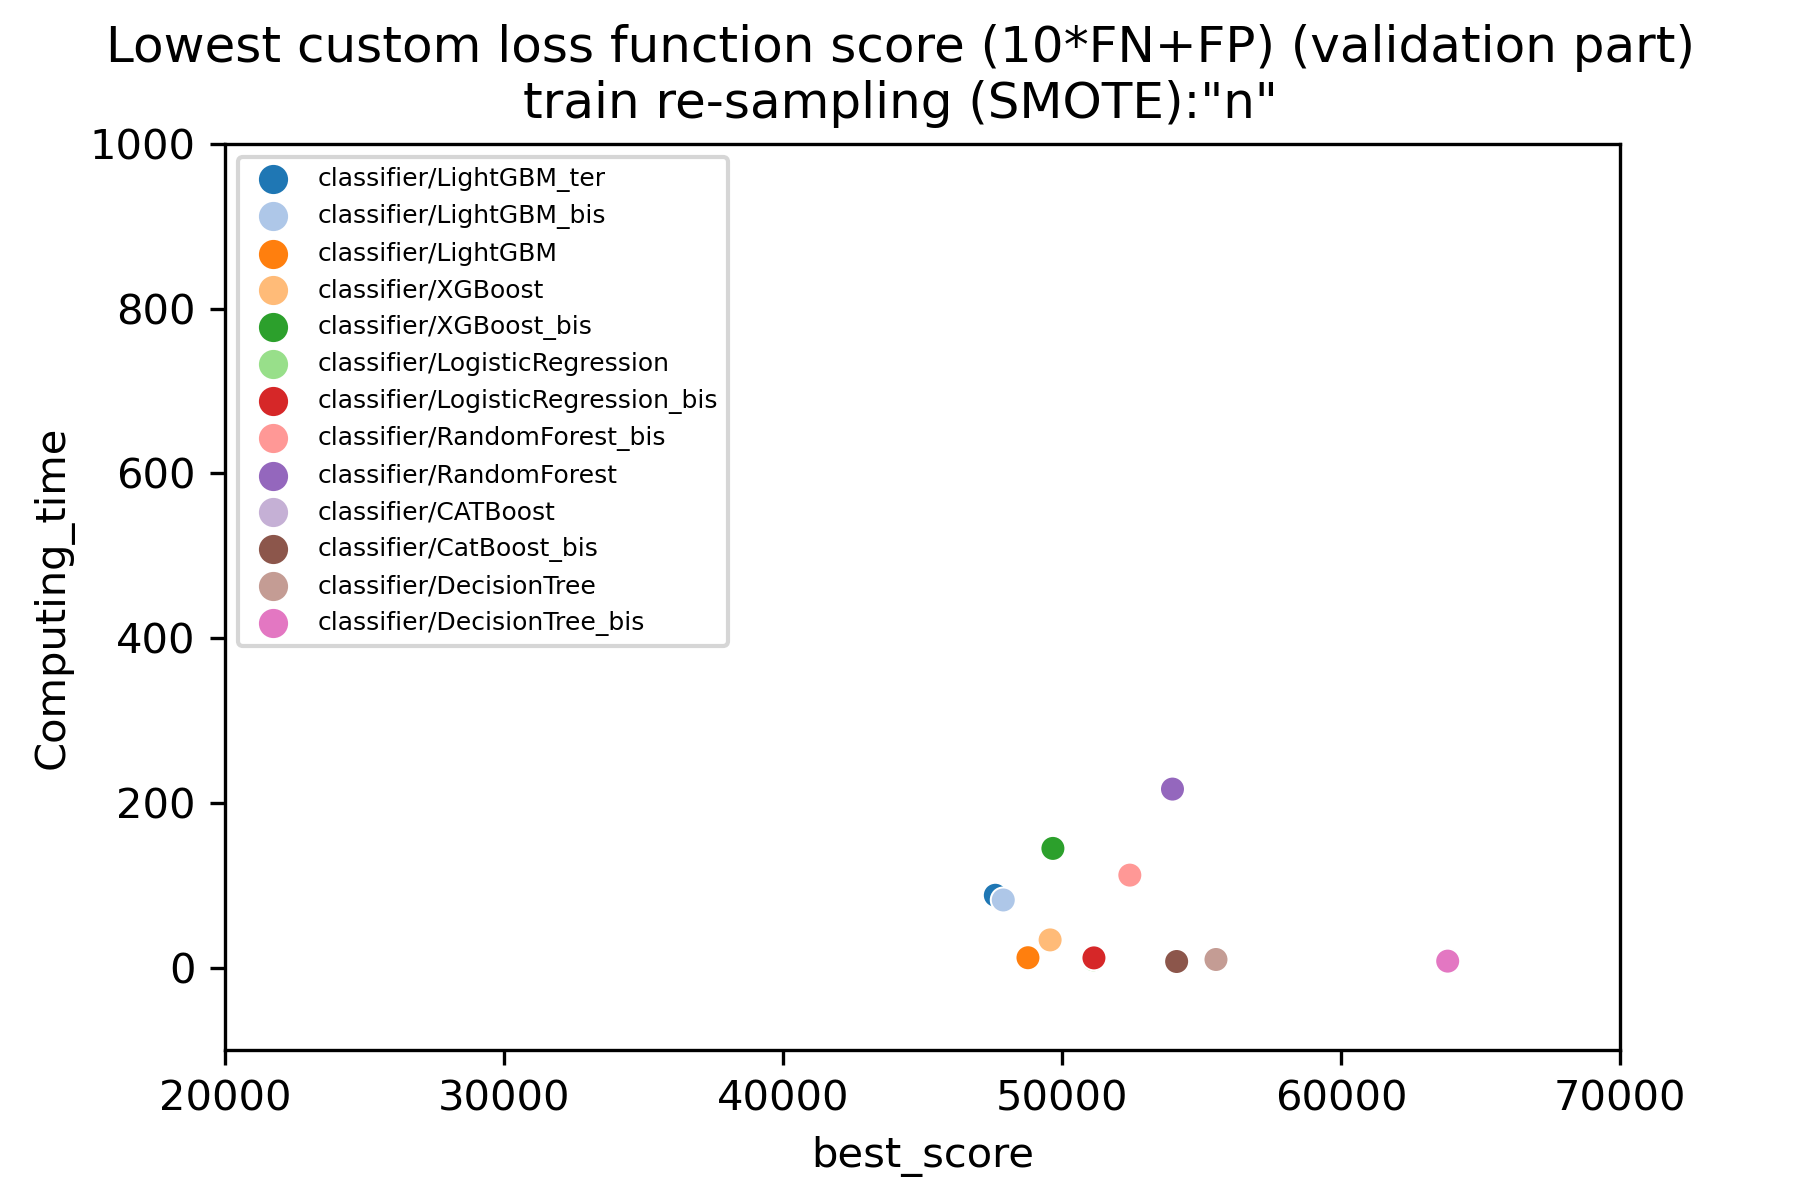 Lowest custom loss function score (10*FN+FP) (validation part)
train re-sampling (SMOTE):"n"
1000
800
600
400
200
0
Computing_time
classifier/LightGBM_ter
classifier/LightGBM_bis
classifier/LightGBM
classifier/XGBoost
classifier/XGBoost_bis
classifier/LogisticRegression
classifier/LogisticRegression_bis
classifier/RandomForest_bis
classifier/RandomForest
classifier/CATBoost
classifier/CatBoost_bis
classifier/DecisionTree
classifier/DecisionTree_bis
20000 30000 40000 50000 60000 70000
best_score